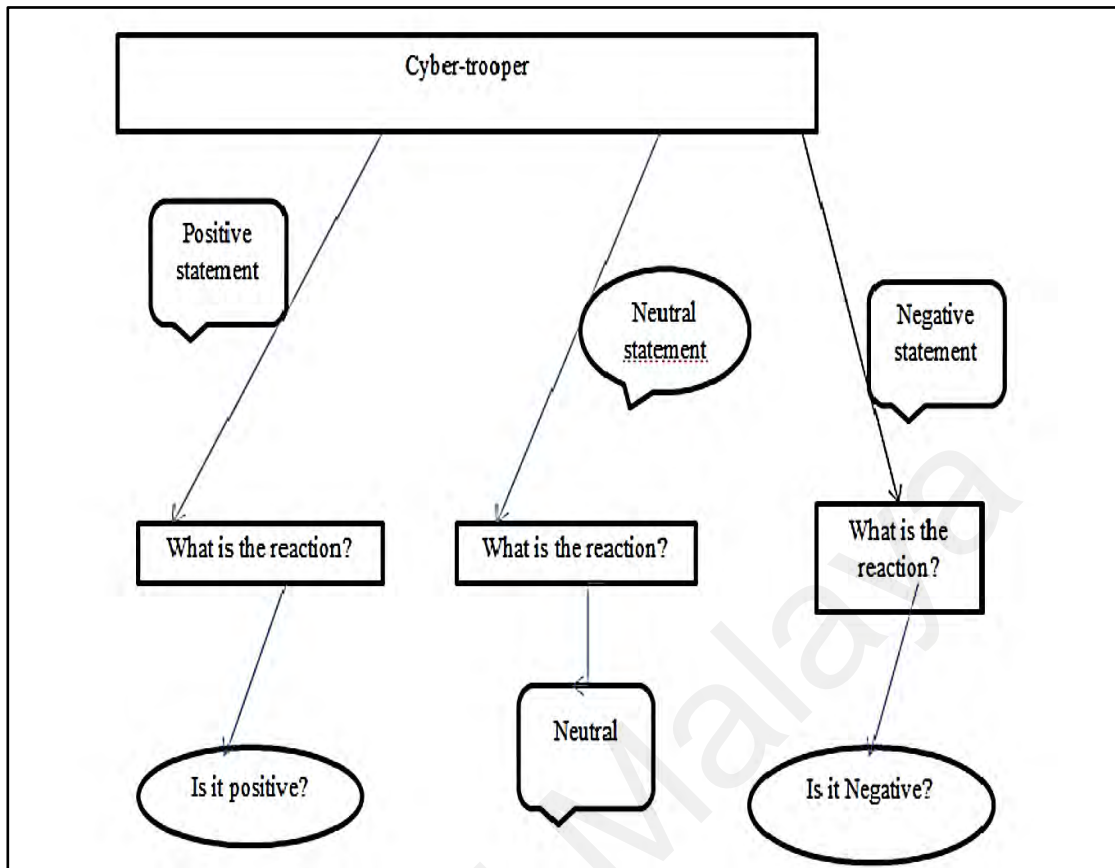 Cyber-trooper
Positive
statement
Neutral
statement
Negative
statement
What is the reaction?
What is the reaction?
What is the
reaction?
Neutral
Is it positive?
Is it Negative?
Malaya